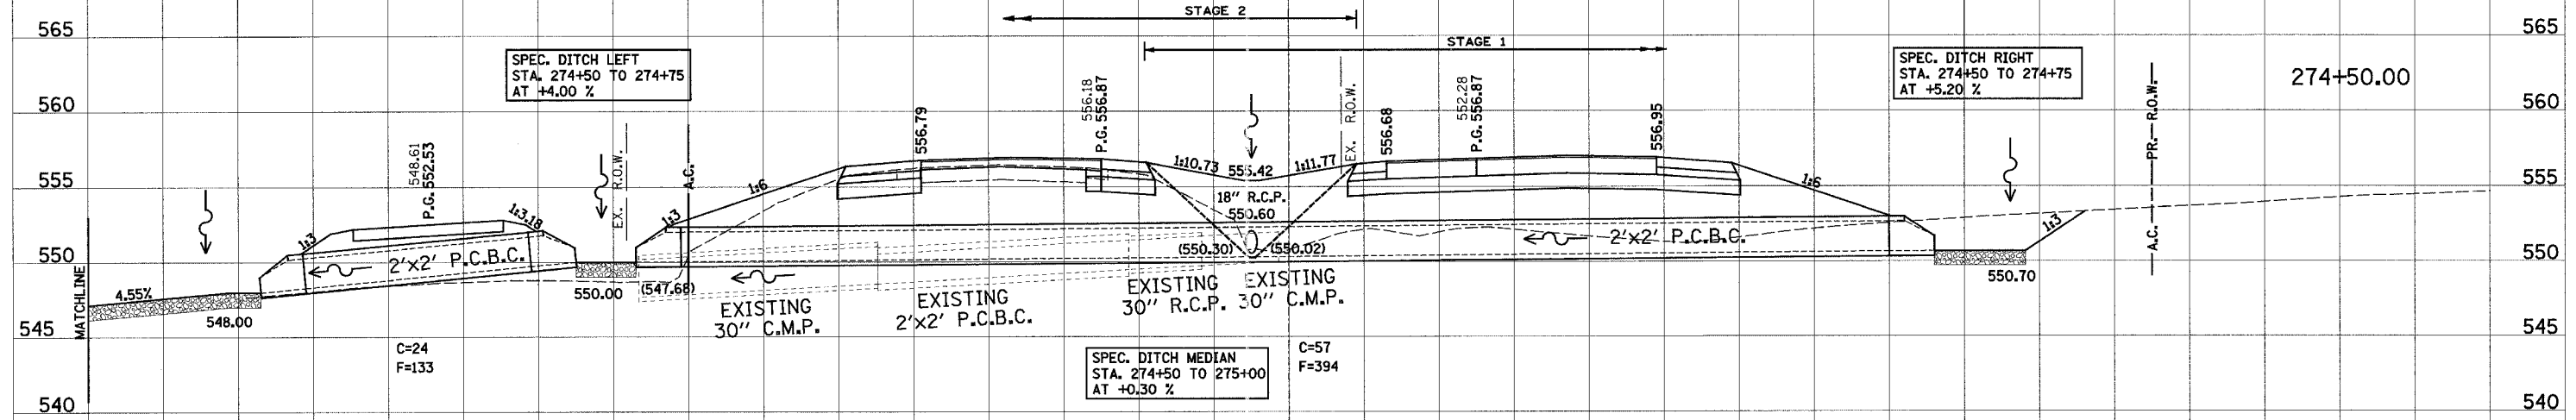 STAGE 2
565
565
STAGE 1
SPEC. DITCH LEFT
STA. 274+50 TO 274+75
AT +4.00 %
SPEC. DITCH RIGHT
STA. 274+50 TO 274+75
AT +5.20 %
274+50.00
560
560
548.61
P.G. 552.53
EX. R.O.W.
A.C.
556.79
556.18
P.G. 556.87
EX. R.O.W.
556.68
552.28
P.G. 556.87
556.95
A.C. PR. R.O.W.
555
555
1:6
1:10.73
555.42
1:11.77
1:6
18" R.C.P.
550.60
1:3
1:3.18
1:3
1:3
550
550
2'x2' P.C.B.C.
(550.30)
(550.02)
2'x2' P.C.B.C.
MATCHLINE
4.55%
548.00
550.00
(547.68)
550.70
EXISTING
30" C.M.P.
EXISTING
2'x2' P.C.B.C.
EXISTING
30" R.C.P.
EXISTING
30" C.M.P.
545
545
C=24
F=133
SPEC. DITCH MEDIAN
STA. 274+50 TO 275+00
AT +0.30 %
C=57
F=394
540
540